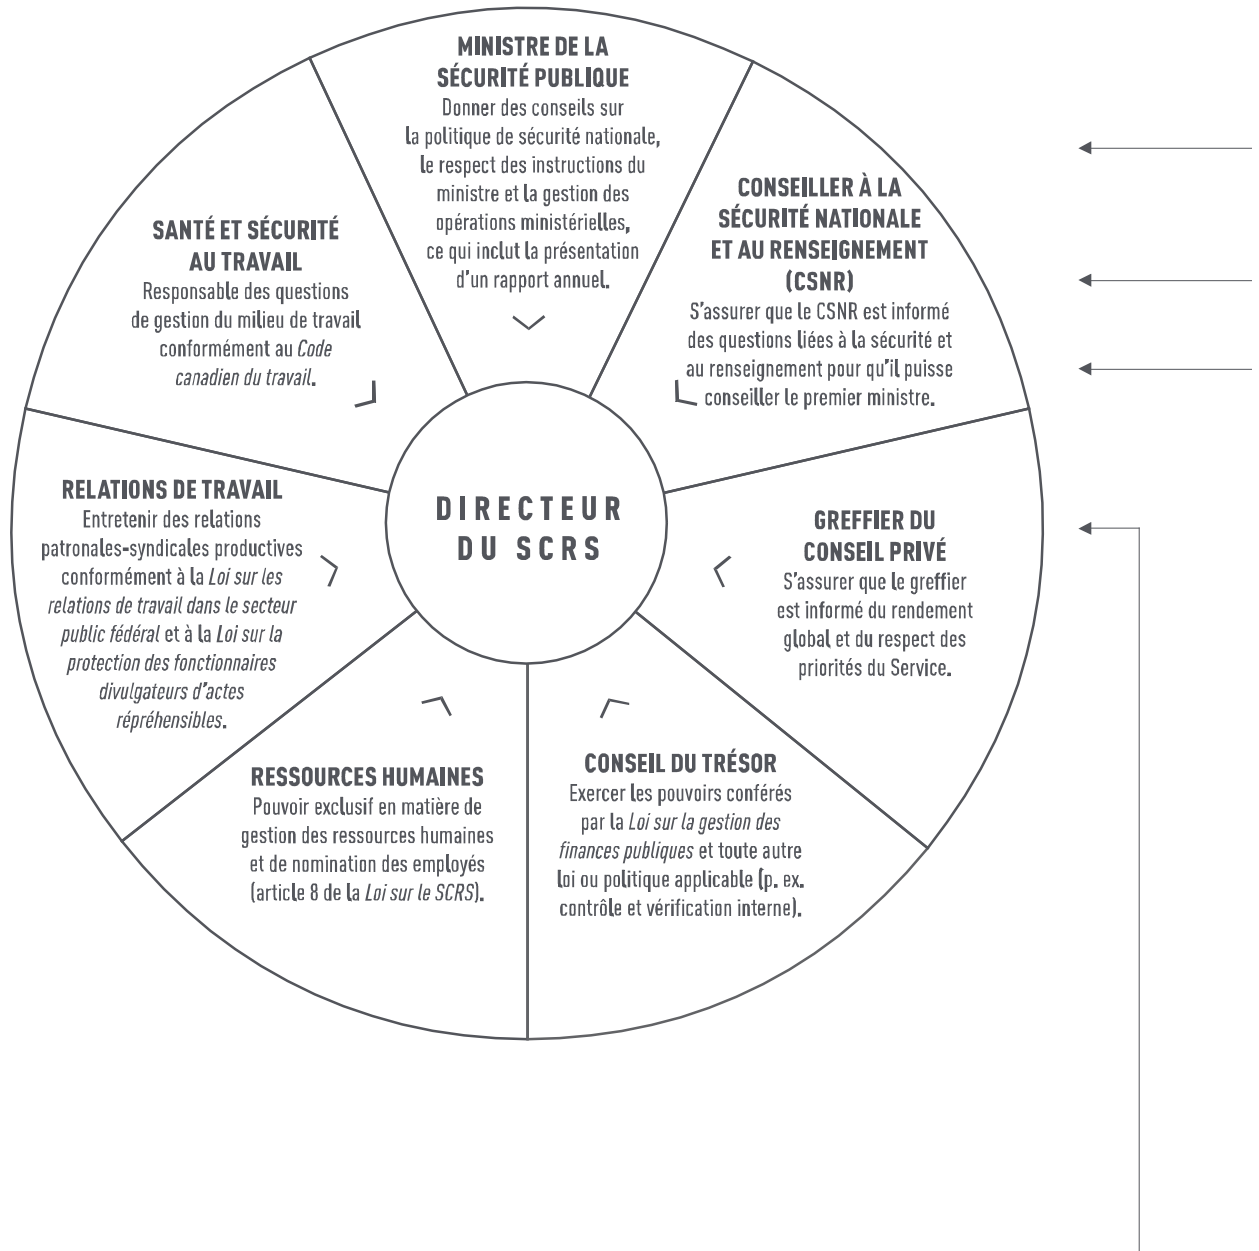 MINISTRE DE LA
SÉCURITÉ PUBLIQUE
Donner des conseils sur
la politique de sécurité nationale,
le respect des instructions du
ministre et la gestion des
opérations ministérielles,
ce qui inclut la présentation
d'un rapport annuel.
CONSEILLER À LA
SÉCURITÉ NATIONALE
ET AU RENSEIGNEMENT
(CSNR)
S'assurer que le CSNR est informé
des questions liées à la sécurité et
au renseignement pour qu'il puisse
conseiller le premier ministre.
GREFFIER DU
CONSEIL PRIVÉ
S'assurer que le greffier
est informé du rendement
global et du respect des
priorités du Service.
CONSEIL DU TRÉSOR
Exercer les pouvoirs conférés
par la Loi sur la gestion des
finances publiques et toute autre
loi ou politique applicable (p. ex.
contrôle et vérification interne).
RESSOURCES HUMAINES
Pouvoir exclusif en matière de
gestion des ressources humaines
et de nomination des employés
(article 8 de la Loi sur le SCRS).
RELATIONS DE TRAVAIL
Entretenir des relations
patronales-syndicales productives
conformément à la Loi sur les
relations de travail dans le secteur
public fédéral et à la Loi sur la
protection des fonctionnaires
divulgateurs d'actes
répréhensibles.
SANTÉ ET SÉCURITÉ
AU TRAVAIL
Responsable des questions
de gestion du milieu de travail
conformément au Code
canadien du travail.
DIRECTEUR
DU SCRS